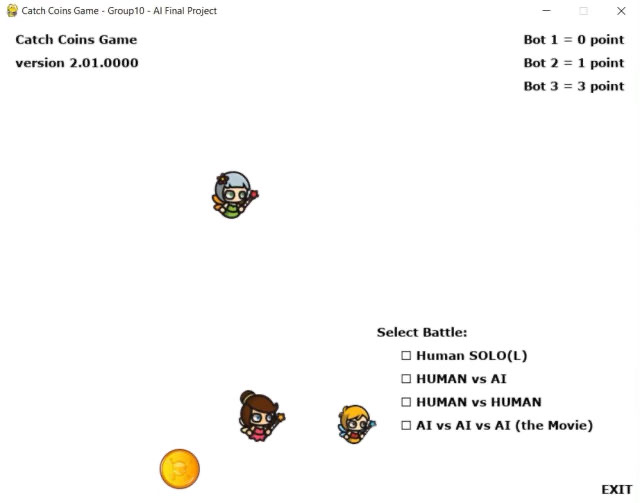 Catch Coins Game - Group10 - AI Final Project
Catch Coins Game
version 2.01.0000
Bot 1 = 0 point
Bot 2 = 1 point
Bot 3 = 3 point
Select Battle:
☐ Human SOLO(L)
☐ HUMAN vs AI
☐ HUMAN vs HUMAN
☐ AI vs AI vs AI (the Movie)
EXIT